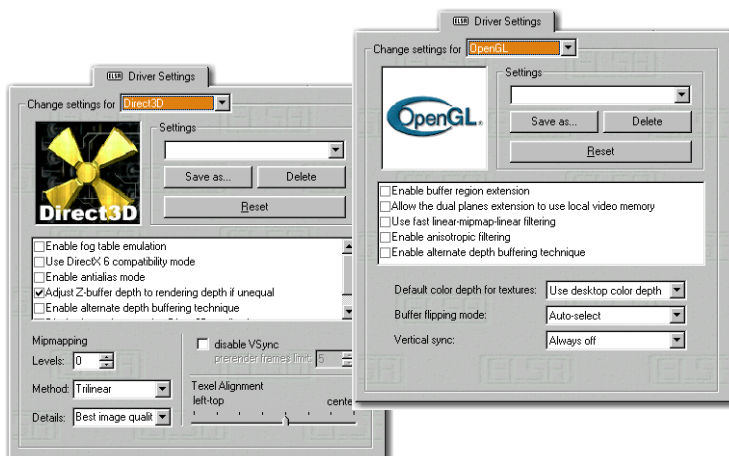 ELSA Driver Settings
Change settings for Direct3D
Direct3D
Settings
Save as...
Delete
Reset
Enable fog table emulation
Use DirectX 6 compatibility mode
Enable antialias mode
Adjust Z-buffer depth to rendering depth if unequal
Enable alternate depth buffering technique
Mipmapping
Levels: 0
Method: Trilinear
Details: Best image qualit
disable VSync
prerender frames limit: 5
Texel Alignment
left-top
cente
ELSA Driver Settings
Change settings for OpenGL
OpenGL.
Settings
Save as...
Delete
Reset
Enable buffer region extension
Allow the dual planes extension to use local video memory
Use fast linear-mipmap-linear filtering
Enable anisotropic filtering
Enable alternate depth buffering technique
Default color depth for textures: Use desktop color depth
Buffer flipping mode: Auto-select
Vertical sync: Always off